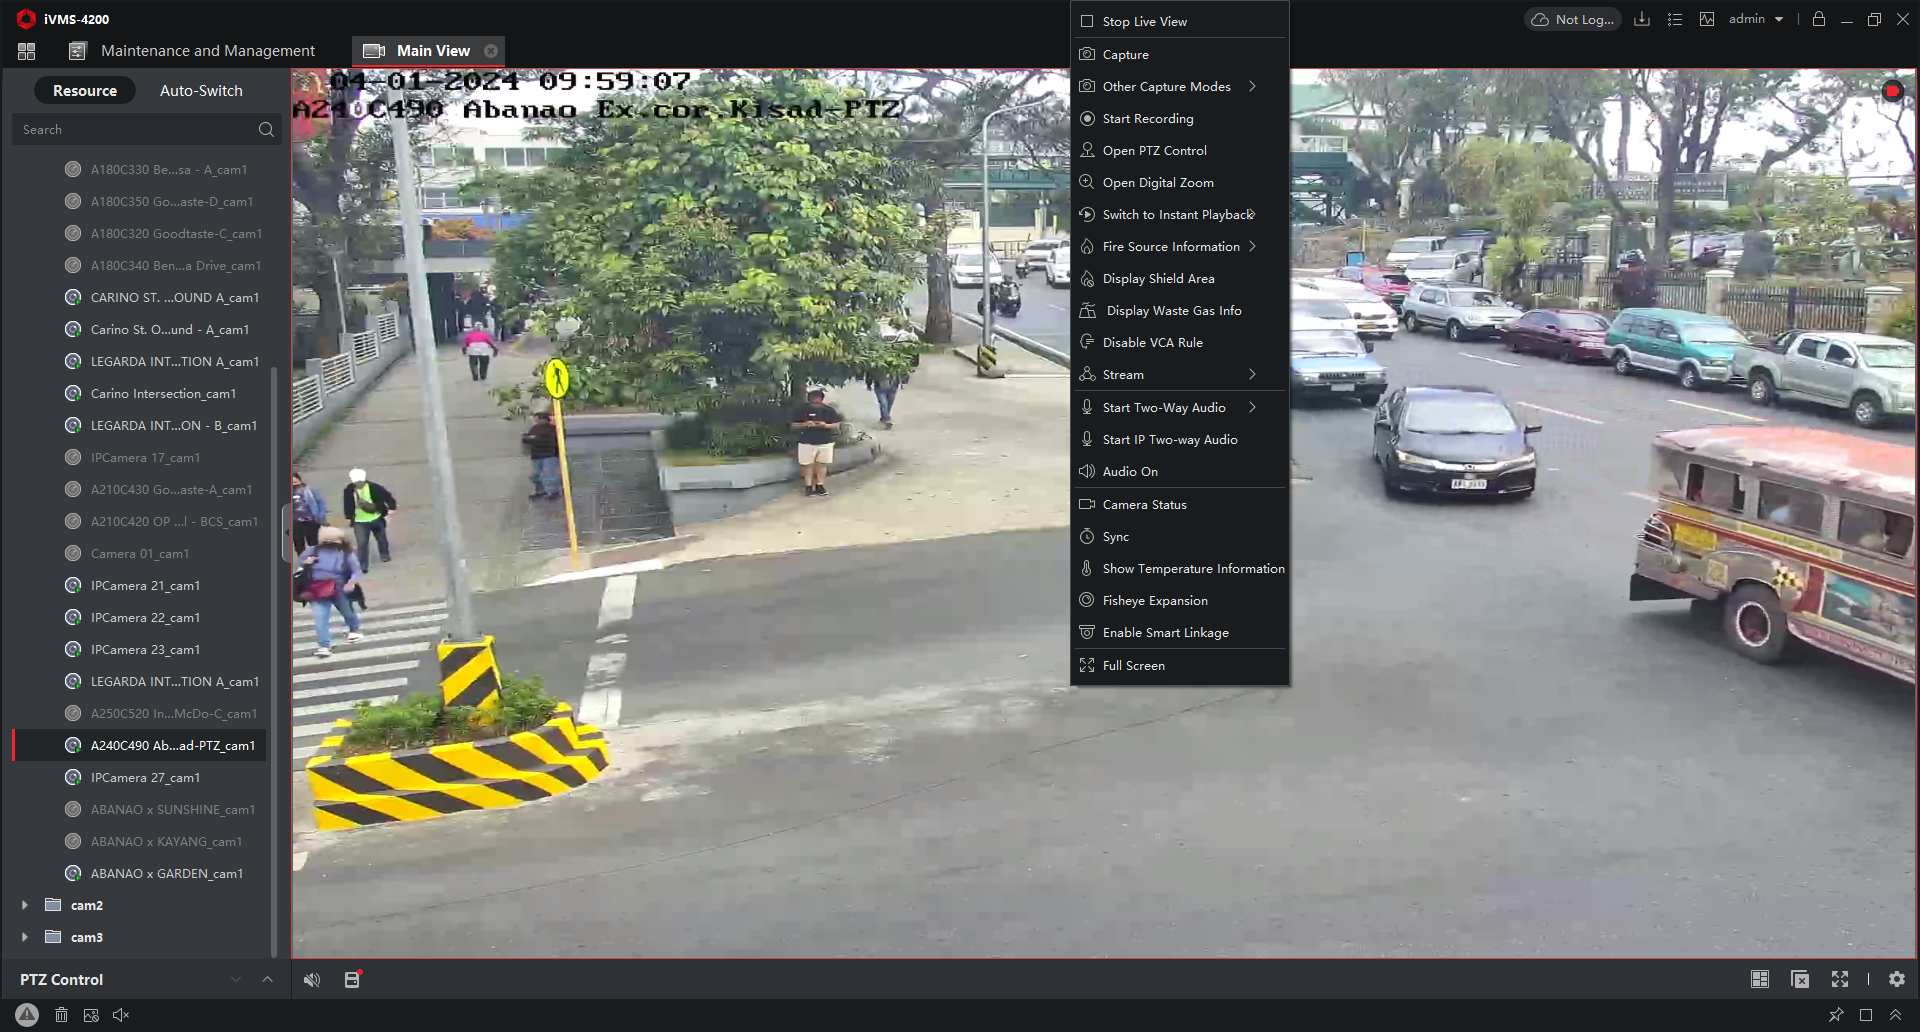 iVMS-4200
Not Log...
admin
Maintenance and Management
Main View
Resource
Auto-Switch
Search
A180C330 Be...sa - A_cam1
A180C350 Go...aste-D_cam1
A180C320 Goodtaste-C_cam1
A180C340 Ben...a Drive_cam1
CARINO ST. ...OUND A_cam1
Carino St. O...und - A_cam1
LEGARDA INT...TION A_cam1
Carino Intersection_cam1
LEGARDA INT...ON - B_cam1
IPCamera 17_cam1
A210C430 Go...aste-A_cam1
A210C420 OP ...l - BCS_cam1
Camera 01_cam1
IPCamera 21_cam1
IPCamera 22_cam1
IPCamera 23_cam1
LEGARDA INT...TION A_cam1
A250C520 In...McDo-C_cam1
A240C490 Ab...ad-PTZ_cam1
IPCamera 27_cam1
ABANAO x SUNSHINE_cam1
ABANAO x KAYANG_cam1
ABANAO x GARDEN_cam1
cam2
cam3
PTZ Control
04-01-2024 09:59:07
A240C490 Abanao Ex.cor.Kisad-PTZ
Stop Live View
Capture
Other Capture Modes
Start Recording
Open PTZ Control
Open Digital Zoom
Switch to Instant Playback
Fire Source Information
Display Shield Area
Display Waste Gas Info
Disable VCA Rule
Stream
Start Two-Way Audio
Start IP Two-way Audio
Audio On
Camera Status
Sync
Show Temperature Information
Fisheye Expansion
Enable Smart Linkage
Full Screen